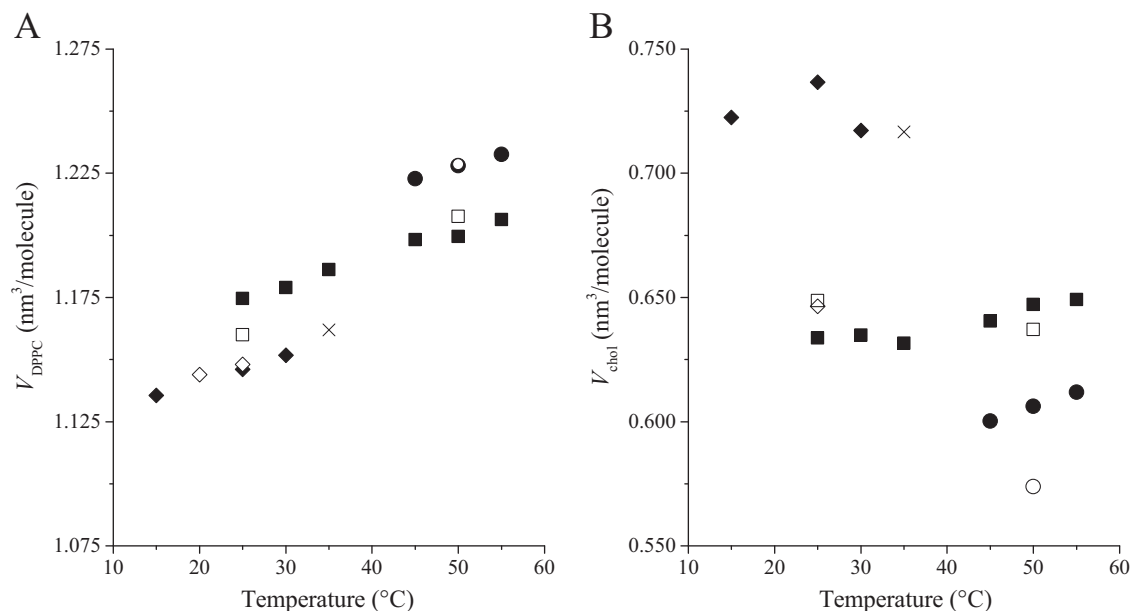 A
B
V_DPPC (nm³/molecule)
1.275
1.225
1.175
1.125
1.075
10 20 30 40 50 60
Temperature (°C)
V_chol (nm³/molecule)
0.750
0.700
0.650
0.600
0.550
10 20 30 40 50 60
Temperature (°C)